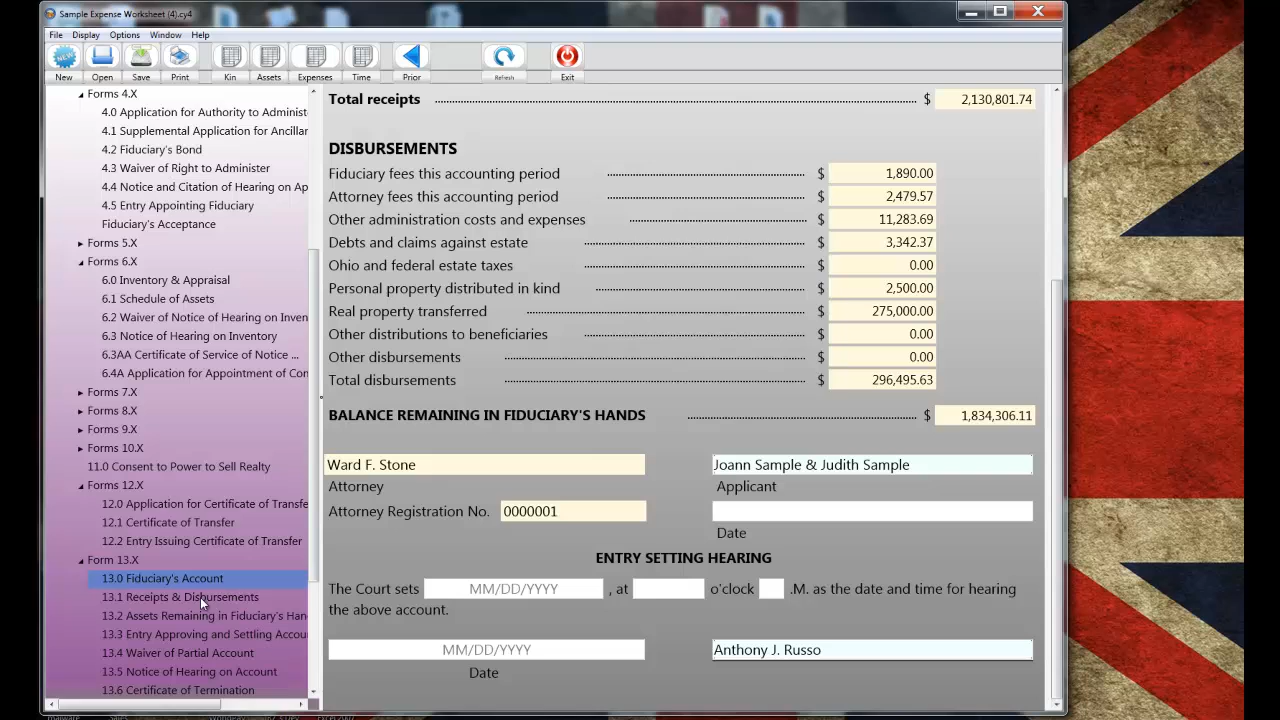 Sample Expense Worksheet (4).cy4
File Display Options Window Help
NEW
New Open Save Print Kin Assets Expenses Time Prior Refresh Exit
Forms 4.X
4.0 Application for Authority to Administ
4.1 Supplemental Application for Ancillar
4.2 Fiduciary's Bond
4.3 Waiver of Right to Administer
4.4 Notice and Citation of Hearing on Ap
4.5 Entry Appointing Fiduciary
Fiduciary's Acceptance
Forms 5.X
Forms 6.X
6.0 Inventory & Appraisal
6.1 Schedule of Assets
6.2 Waiver of Notice of Hearing on Inven
6.3 Notice of Hearing on Inventory
6.3AA Certificate of Service of Notice ...
6.4A Application for Appointment of Con
Forms 7.X
Forms 8.X
Forms 9.X
Forms 10.X
11.0 Consent to Power to Sell Realty
Forms 12.X
12.0 Application for Certificate of Transfe
12.1 Certificate of Transfer
12.2 Entry Issuing Certificate of Transfer
Form 13.X
13.0 Fiduciary's Account
13.1 Receipts & Disbursements
13.2 Assets Remaining in Fiduciary's Han
13.3 Entry Approving and Settling Accou
13.4 Waiver of Partial Account
13.5 Notice of Hearing on Account
13.6 Certificate of Termination
Total receipts $ 2,130,801.74
DISBURSEMENTS
Fiduciary fees this accounting period $ 1,890.00
Attorney fees this accounting period $ 2,479.57
Other administration costs and expenses $ 11,283.69
Debts and claims against estate $ 3,342.37
Ohio and federal estate taxes $ 0.00
Personal property distributed in kind $ 2,500.00
Real property transferred $ 275,000.00
Other distributions to beneficiaries $ 0.00
Other disbursements $ 0.00
Total disbursements $ 296,495.63
BALANCE REMAINING IN FIDUCIARY'S HANDS $ 1,834,306.11
Ward F. Stone Joann Sample & Judith Sample
Attorney Applicant
Attorney Registration No. 0000001
Date
ENTRY SETTING HEARING
The Court sets MM/DD/YYYY , at o'clock .M. as the date and time for hearing
the above account.
MM/DD/YYYY Anthony J. Russo
Date